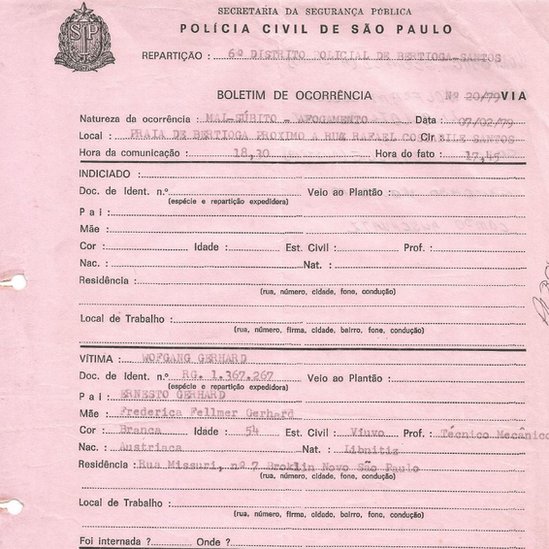 SECRETARIA DA SEGURANÇA PÚBLICA
POLÍCIA CIVIL DE SÃO PAULO
REPARTIÇÃO : 6º DISTRITO POLICIAL DE BERTIOGA-SANTOS
BOLETIM DE OCORRÊNCIA Nº 20/79 VIA
Natureza da ocorrência : MAL-SÚBITO - AFOGAMENTO Data : 07/02/79
Local : PRAIA DE BERTIOGA PROXIMO A RUA RAFAEL COSTABILE SANTOS
Hora da comunicação : 18,30 Hora do fato : 17,45
INDICIADO :
Doc. de Ident. n.º Veio ao Plantão :
(espécie e repartição expedidora)
Pai :
Mãe :
Cor : Idade : Est. Civil : Prof. :
Nac. : Nat. :
Residência :
(rua, número, cidade, fone, condução)
Local de Trabalho :
(rua, número, firma, cidade, bairro, fone, condução)
VÍTIMA : WOFGANG GERHARD
Doc. de Ident. n.º RG. 1.367.267 Veio ao Plantão :
(espécie e repartição expedidora)
Pai : ERNESTO GERHARD
Mãe : Frederica Fellmer Gerhard
Cor : Branca Idade : 54 Est. Civil : Viuvo Prof. : Técnico Mecânico
Nac. : Austriaca Nat. : Libnitiz
Residência : Rua Missuri, nº 7 Broklin Novo São Paulo
(rua, número, cidade, fone, condução)
Local de Trabalho :
(rua, número, firma, cidade, bairro, fone, condução)
Foi internada ? Onde ?